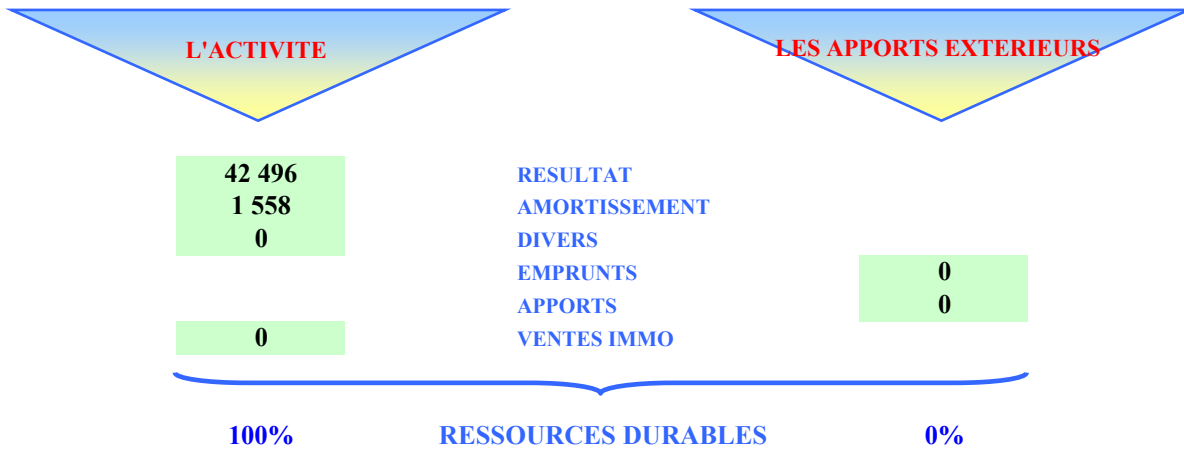 L'ACTIVITE LES APPORTS EXTERIEURS
42 496 RESULTAT
1 558 AMORTISSEMENT
0 DIVERS
EMPRUNTS 0
APPORTS 0
0 VENTES IMMO
100% RESSOURCES DURABLES 0%